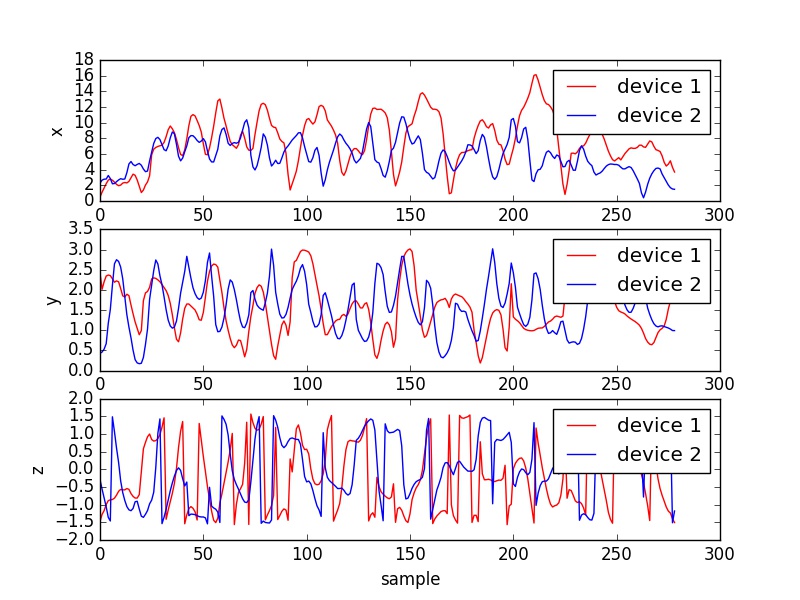 18
16
14
12
10
8
6
4
2
0
x
device 1
device 2
0 50 100 150 200 250 300
3.5
3.0
2.5
2.0
1.5
1.0
0.5
0.0
y
device 1
device 2
0 50 100 150 200 250 300
2.0
1.5
1.0
0.5
0.0
−0.5
−1.0
−1.5
−2.0
z
device 1
device 2
0 50 100 150 200 250 300
sample